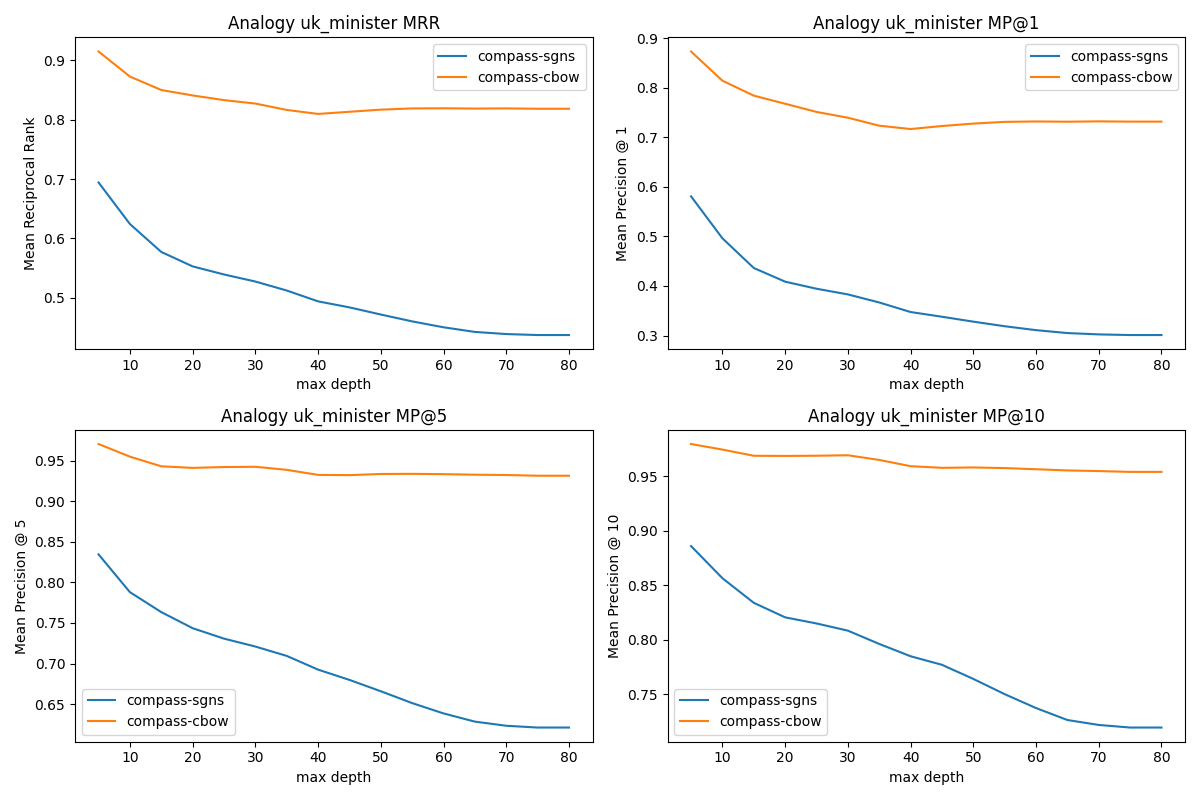 Analogy uk_minister MRR
Mean Reciprocal Rank
0.9
0.8
0.7
0.6
0.5
compass-sgns
compass-cbow
10 20 30 40 50 60 70 80
max depth
Analogy uk_minister MP@1
Mean Precision @ 1
0.9
0.8
0.7
0.6
0.5
0.4
0.3
compass-sgns
compass-cbow
10 20 30 40 50 60 70 80
max depth
Analogy uk_minister MP@5
Mean Precision @ 5
0.95
0.90
0.85
0.80
0.75
0.70
0.65
compass-sgns
compass-cbow
10 20 30 40 50 60 70 80
max depth
Analogy uk_minister MP@10
Mean Precision @ 10
0.95
0.90
0.85
0.80
0.75
compass-sgns
compass-cbow
10 20 30 40 50 60 70 80
max depth